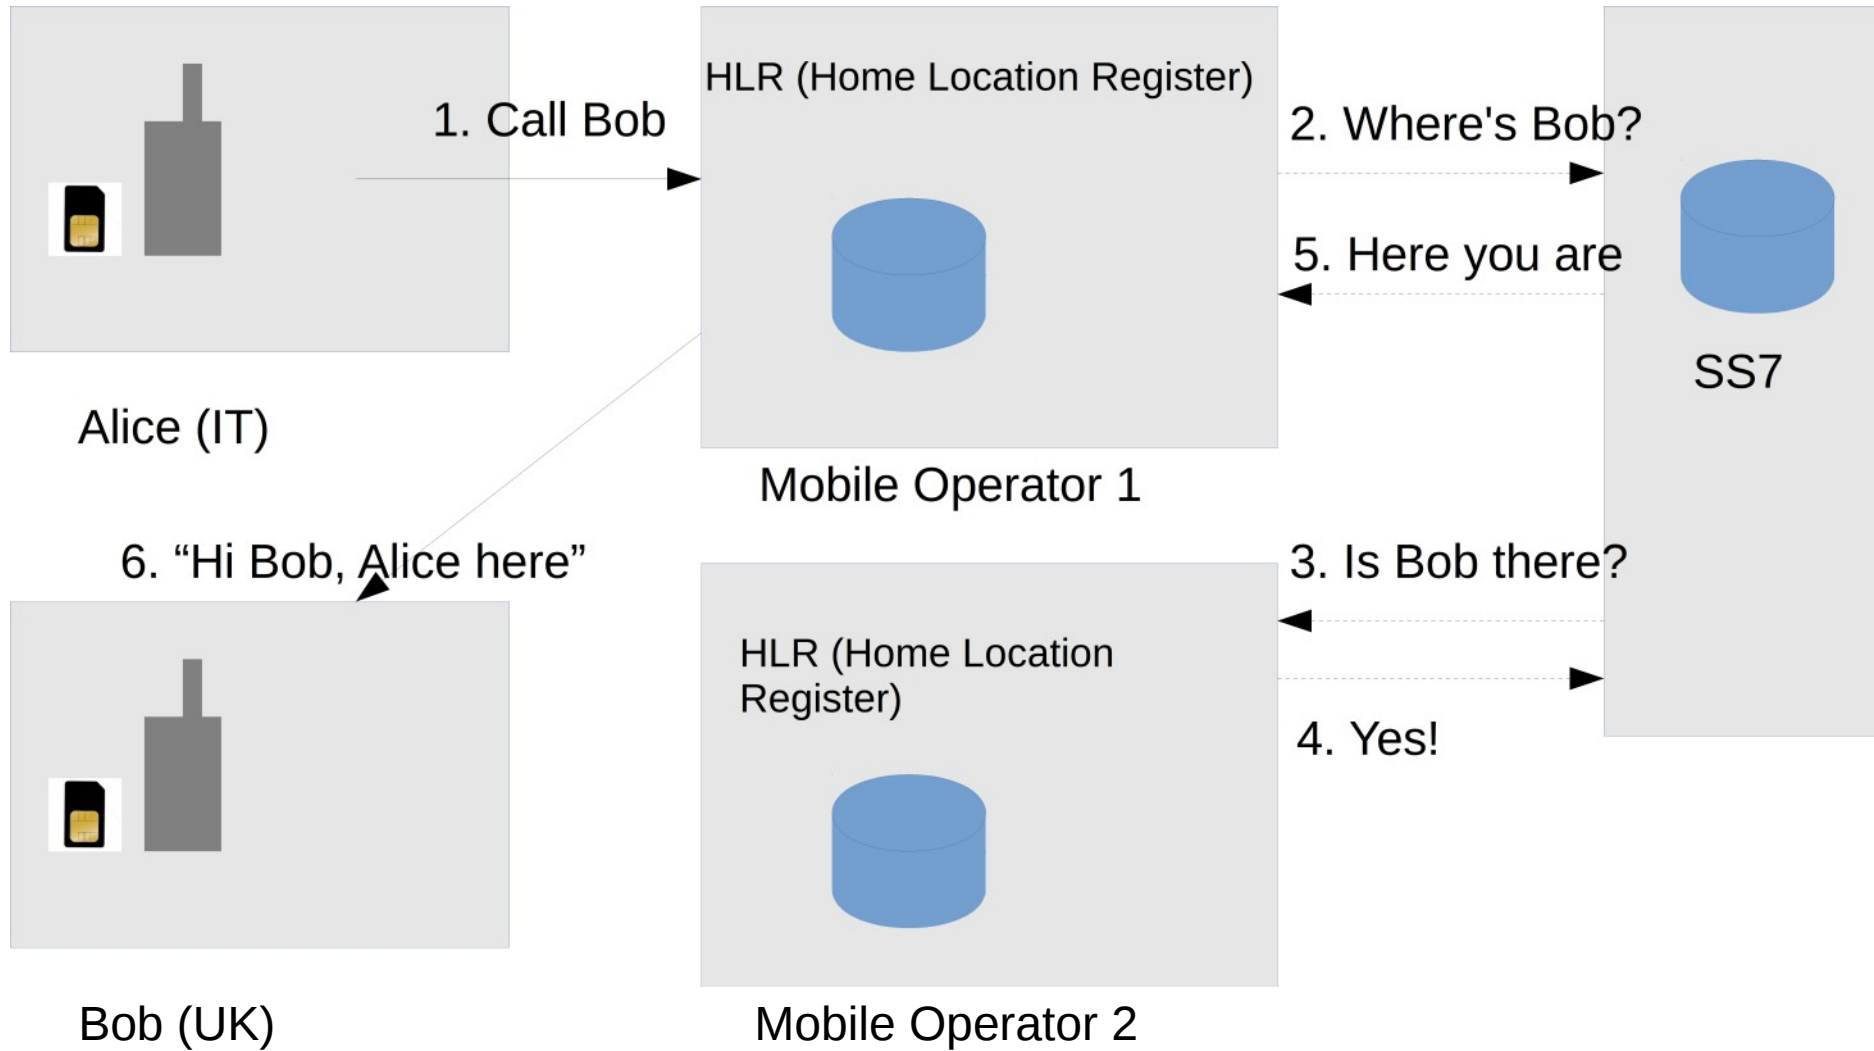 HLR (Home Location Register)
1. Call Bob
2. Where's Bob?
5. Here you are
SS7
Alice (IT)
Mobile Operator 1
6. “Hi Bob, Alice here”
3. Is Bob there?
HLR (Home Location
Register)
4. Yes!
Bob (UK)
Mobile Operator 2